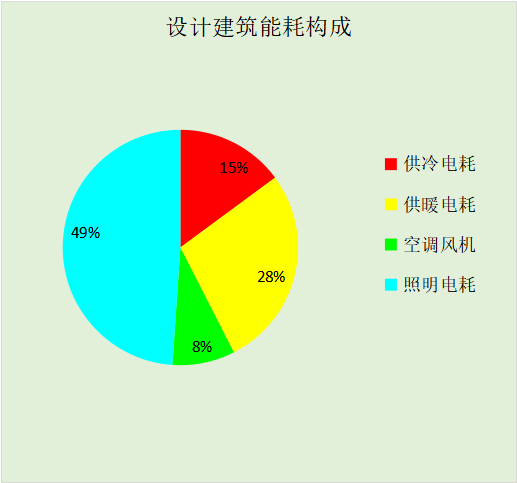 设计建筑能耗构成
15%
28%
8%
49%
供冷电耗
供暖电耗
空调风机
照明电耗